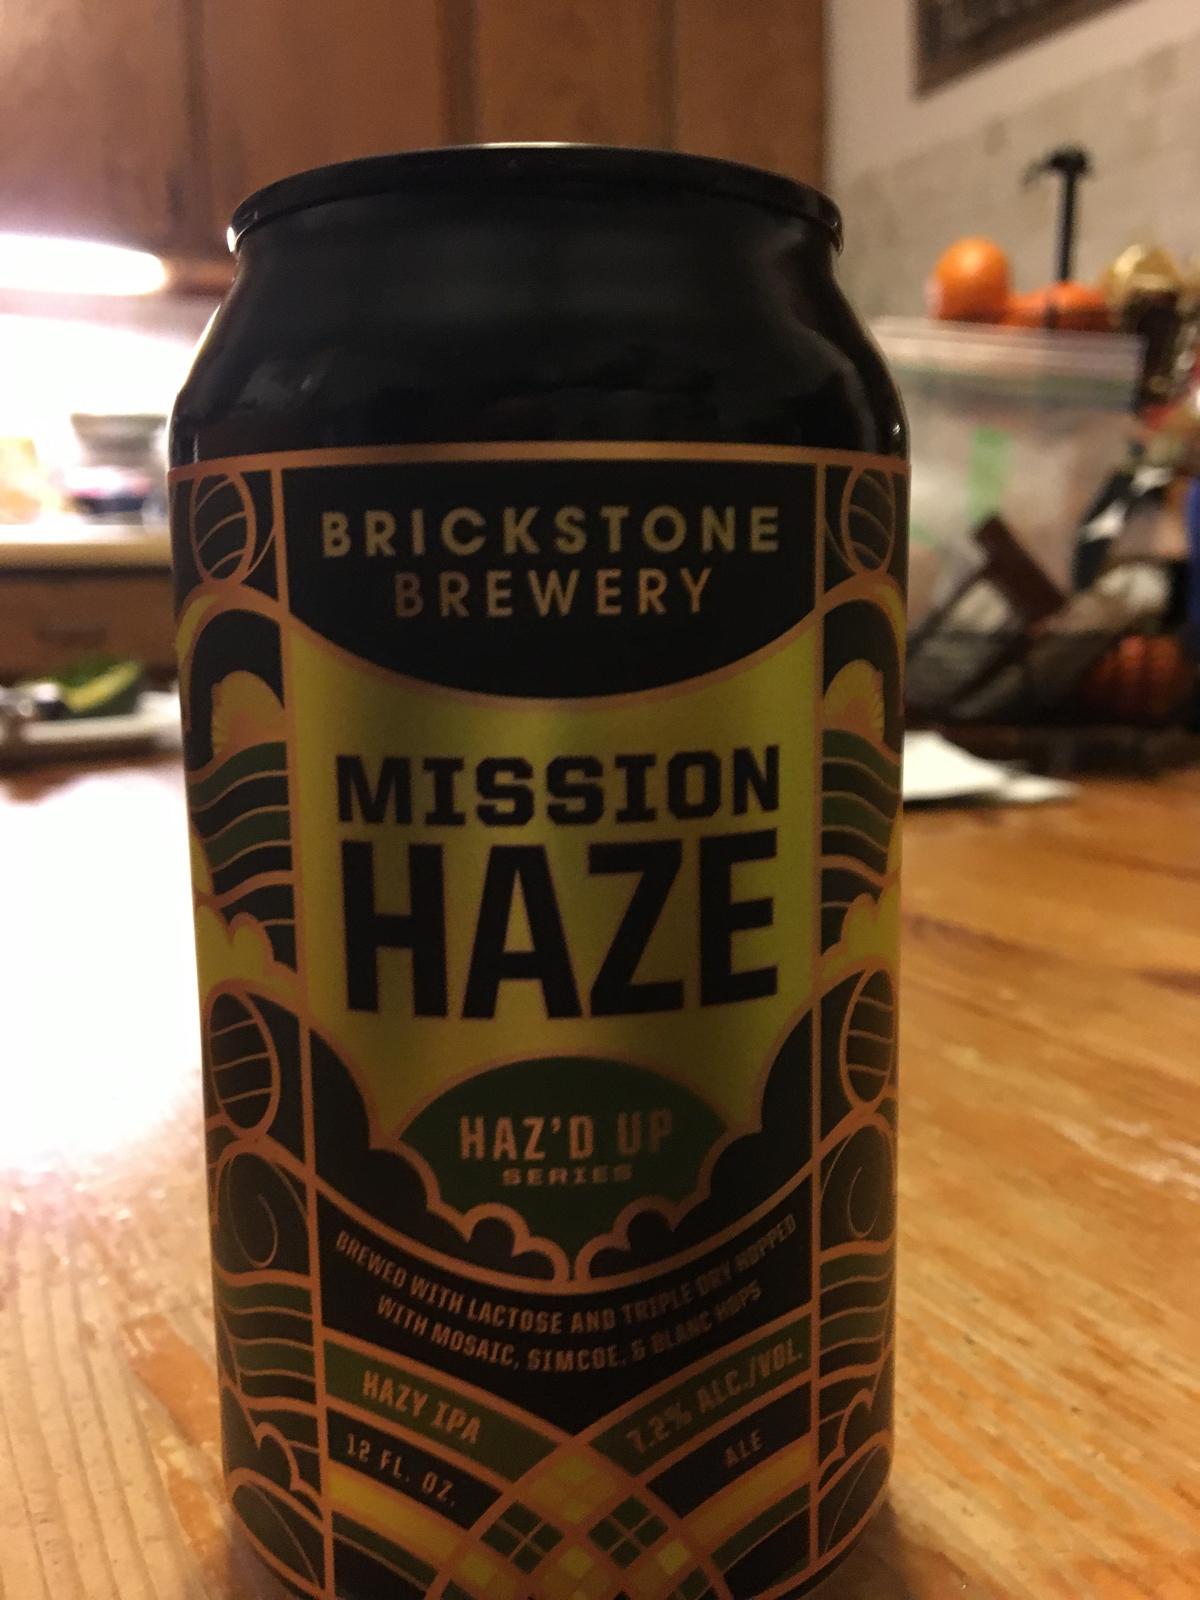 BRICKSTONE
BREWERY
MISSION
HAZE
HAZ'D UP
SERIES
BREWED WITH LACTOSE AND TRIPLE DRY HOPPED
WITH MOSAIC, SIMCOE, & BLANC HOPS
HAZY IPA
7.2% ALC./VOL.
12 FL. OZ.
ALE